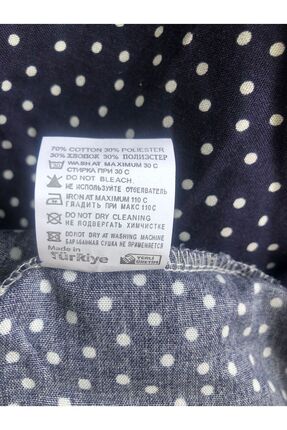 70% COTTON 30% POLIESTER
30% ХЛОПОК 30% ПОЛИЭСТЕР
WASH AT MAXIMUM 30 C
СТИРКА ПРИ 30 C
DO NOT BLEACH
НЕ ИСПОЛЬЗУЙТЕ ОТБЕЛИВАТЕЛЬ
IRON AT MAXIMUM 110 C
ГЛАДИТЬ ПРИ МАКС 110 C
DO NOT DRY CLEANING
НЕ ПОДВЕРГАТЬ ХИМЧИСТКЕ
DO NOT DRY AT WASHING MACHINE
БАРАБАННАЯ СУШКА НЕ ПРИМЕНЯЕТСЯ
Made in
Türkiye
YERLİ
ÜRETİM